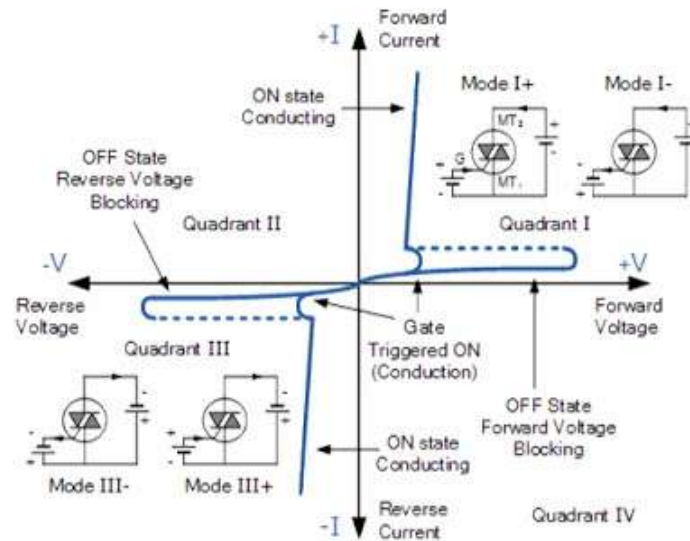 +I
Forward
Current
ON state
Conducting
Mode I+
Mode I-
MT₂
G
MT₁
+
-
+
-
+
-
-
+
OFF State
Reverse Voltage
Blocking
Quadrant II
Quadrant I
-V
+V
Reverse
Voltage
Forward
Voltage
Gate
Triggered ON
(Conduction)
Quadrant III
OFF State
Forward Voltage
Blocking
-
+
-
+
-
+
+
-
Mode III-
Mode III+
ON state
Conducting
-I
Reverse
Current
Quadrant IV